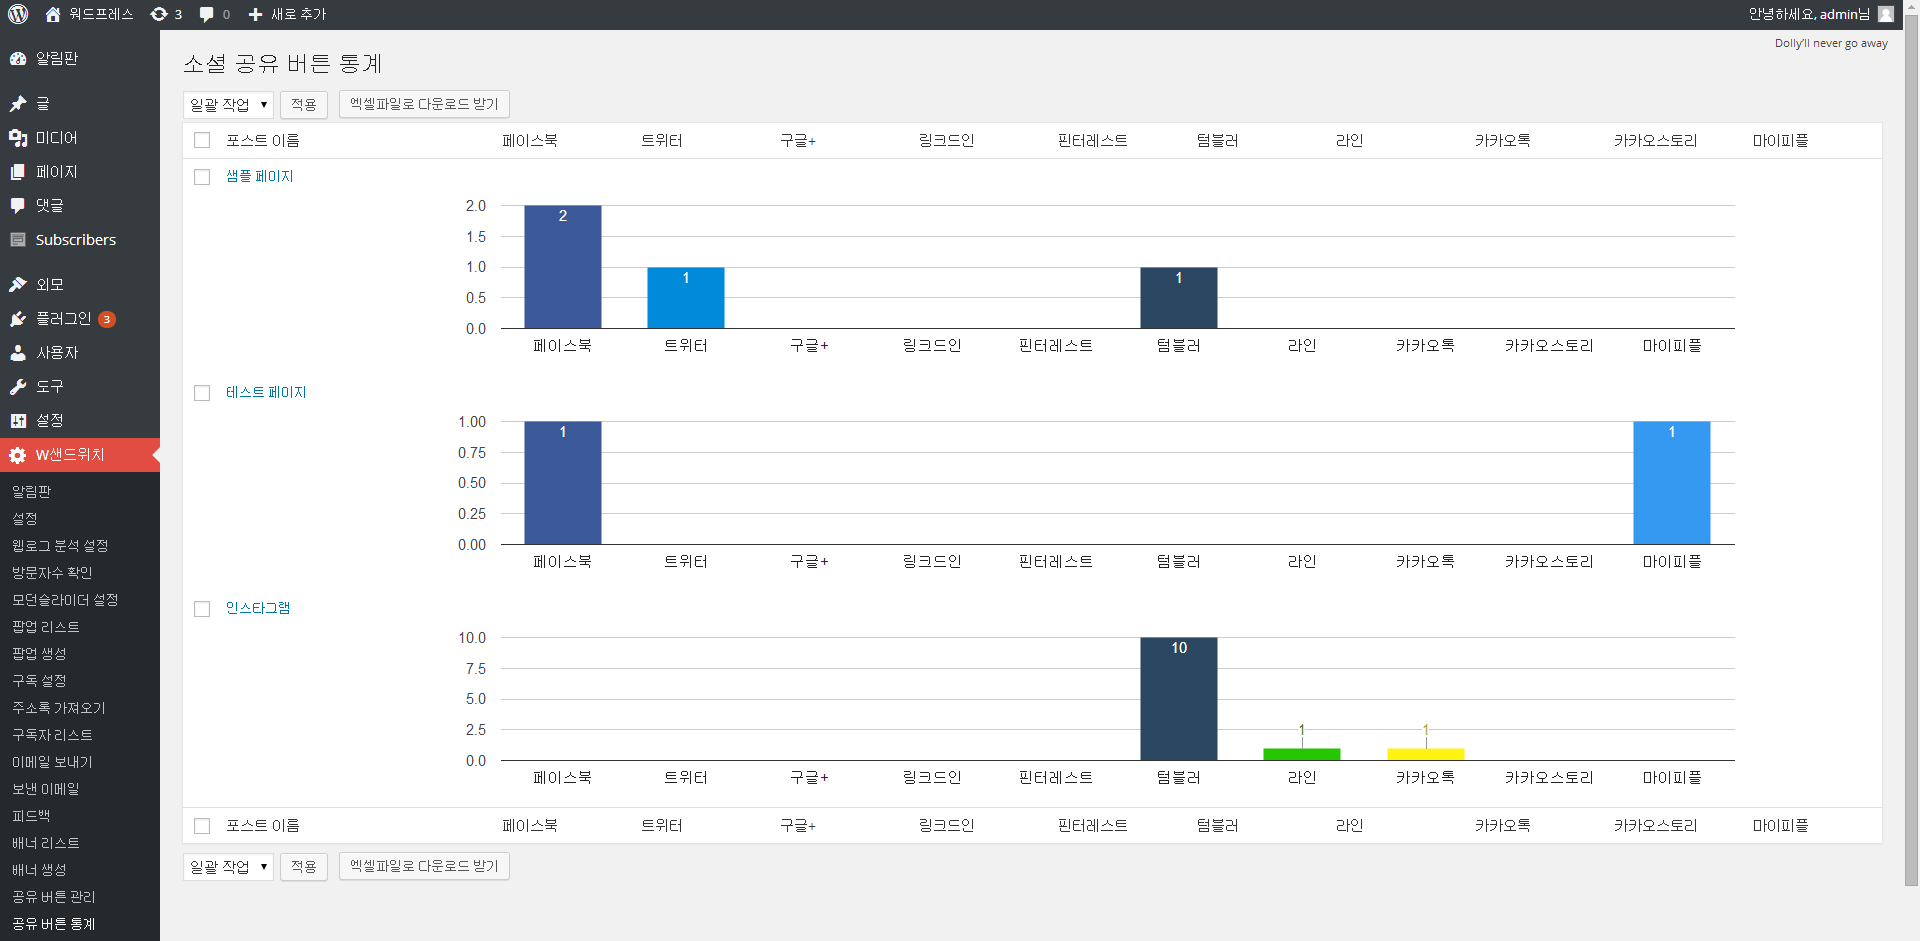 워드프레스 3 0 새로 추가 안녕하세요, admin님
Dolly'll never go away
알림판
글
미디어
페이지
댓글
Subscribers
외모
플러그인 3
사용자
도구
설정
W샌드위치
알림판
설정
웹로그 분석 설정
방문자수 확인
모던슬라이더 설정
팝업 리스트
팝업 생성
구독 설정
주소록 가져오기
구독자 리스트
이메일 보내기
보낸 이메일
피드백
배너 리스트
배너 생성
공유 버튼 관리
공유 버튼 통계
소셜 공유 버튼 통계
일괄 작업 적용 엑셀파일로 다운로드 받기
포스트 이름 페이스북 트위터 구글+ 링크드인 핀터레스트 텀블러 라인 카카오톡 카카오스토리 마이피플
샘플 페이지
2.0
1.5
1.0
0.5
0.0
2 1 1
페이스북 트위터 구글+ 링크드인 핀터레스트 텀블러 라인 카카오톡 카카오스토리 마이피플
테스트 페이지
1.00
0.75
0.50
0.25
0.00
1 1
페이스북 트위터 구글+ 링크드인 핀터레스트 텀블러 라인 카카오톡 카카오스토리 마이피플
인스타그램
10.0
7.5
5.0
2.5
0.0
10 1 1
페이스북 트위터 구글+ 링크드인 핀터레스트 텀블러 라인 카카오톡 카카오스토리 마이피플
포스트 이름 페이스북 트위터 구글+ 링크드인 핀터레스트 텀블러 라인 카카오톡 카카오스토리 마이피플
일괄 작업 적용 엑셀파일로 다운로드 받기